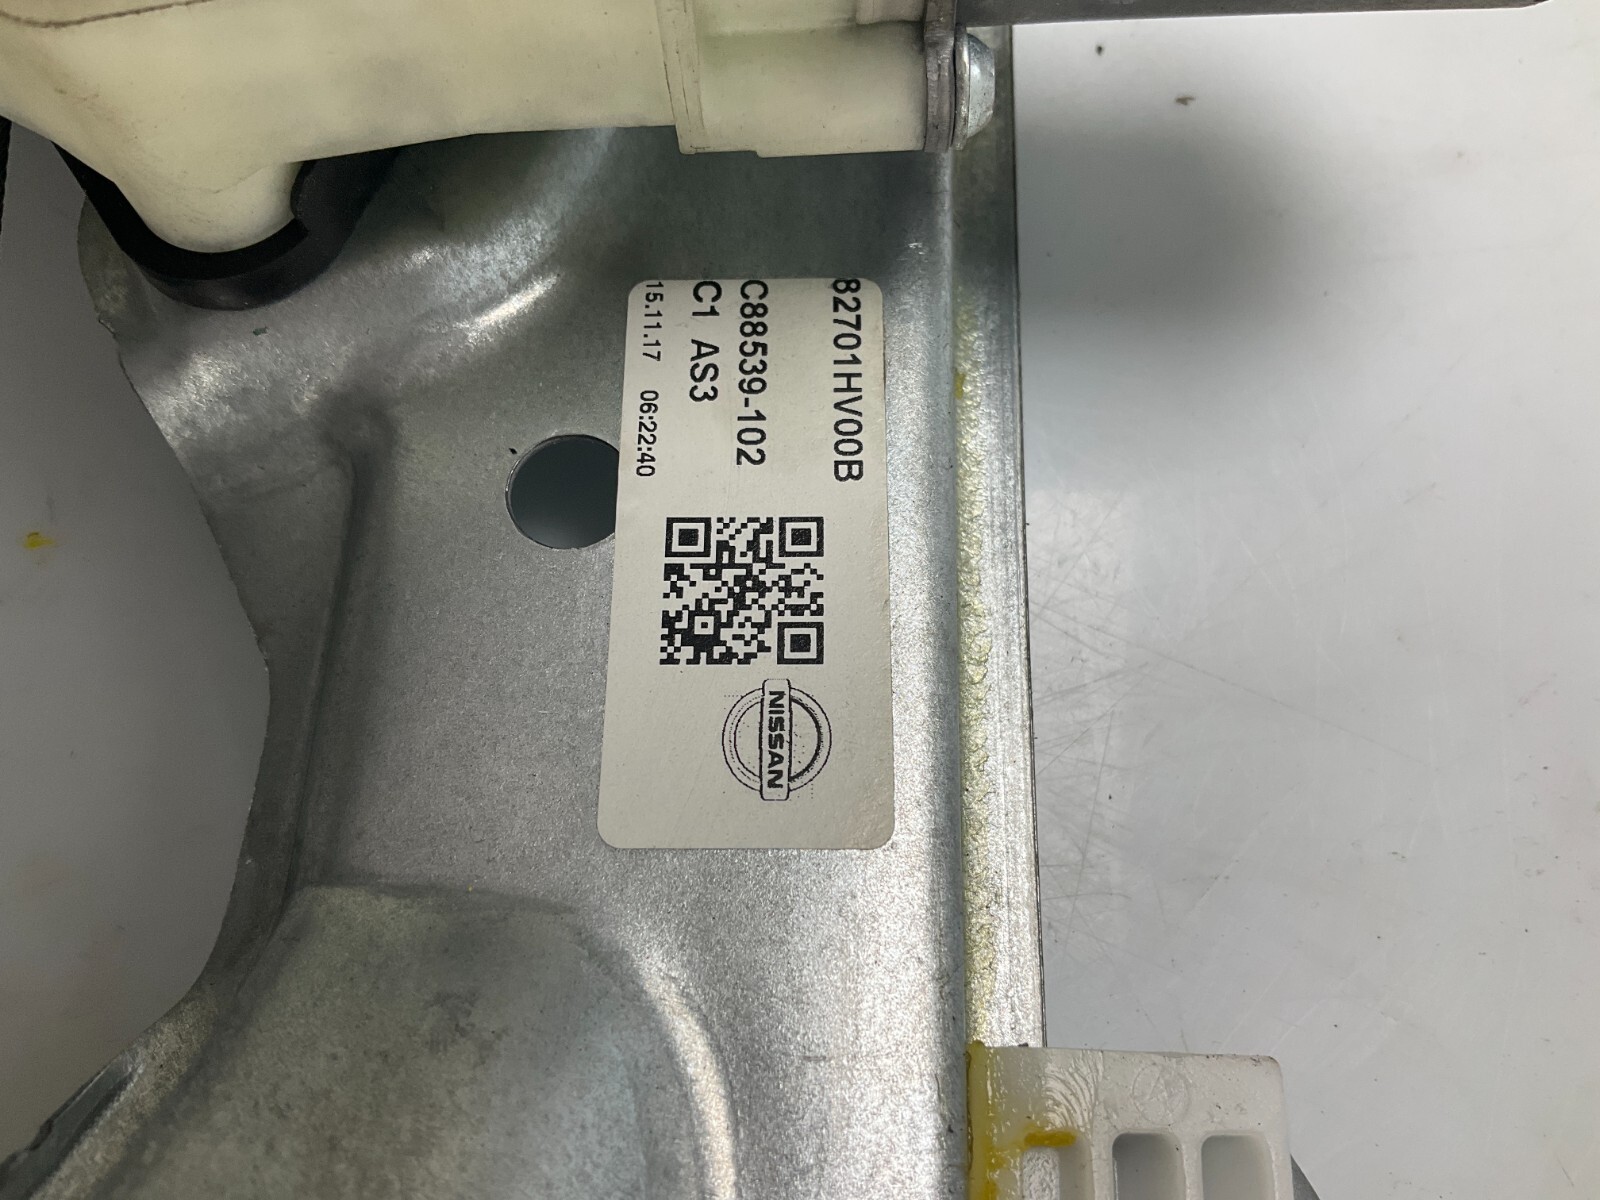 82701HV00B
C88539-102
C1 AS3
15.11.17 06:22:40
NISSAN